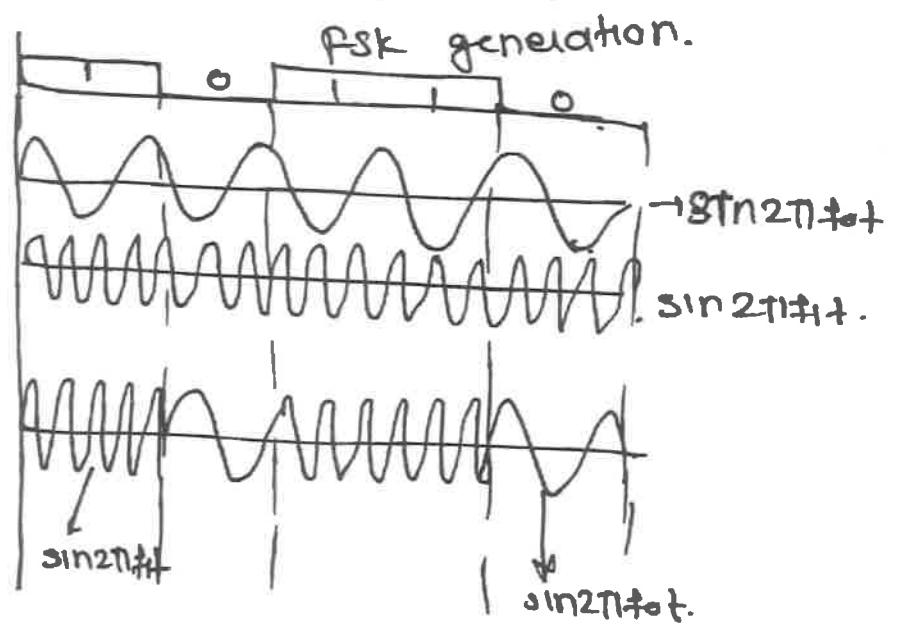 FSK generation.
1 0 1 1 0
→ sin2πf0t
sin2πf1t.
sin2πf1t
sin2πf0t.